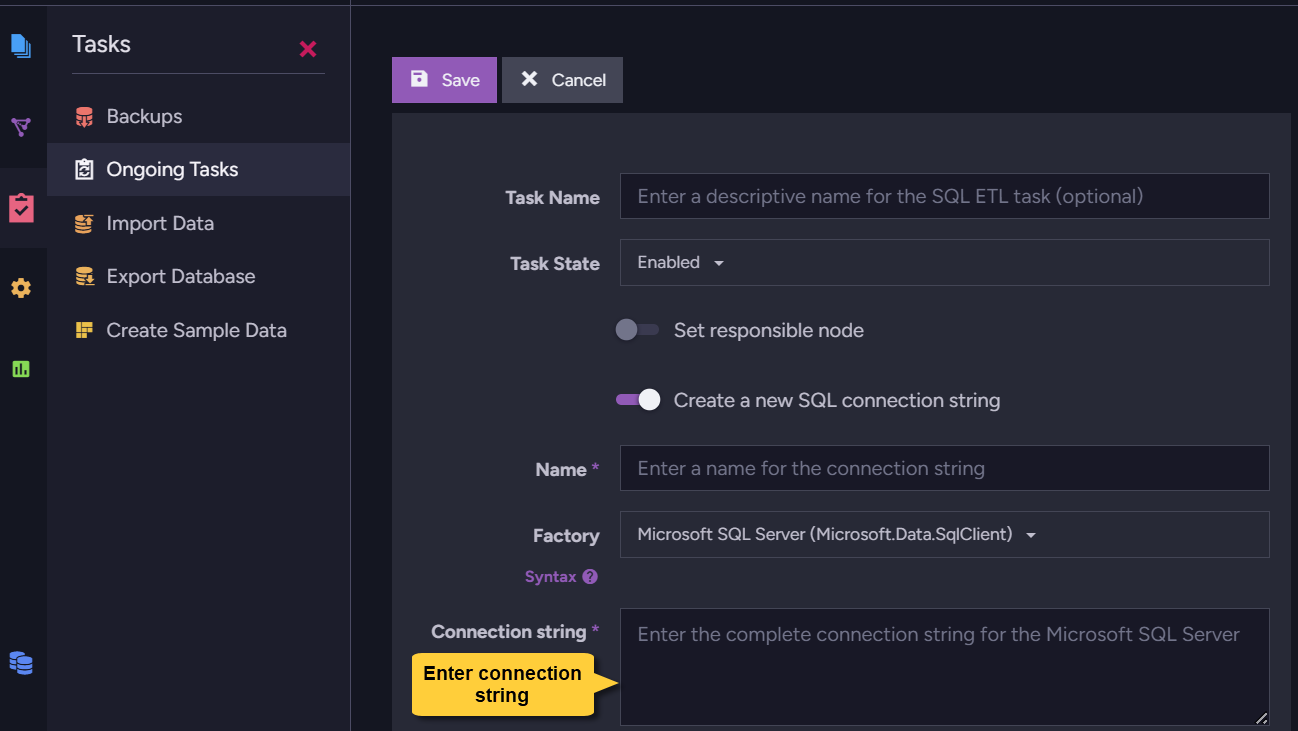 Tasks
Backups
Ongoing Tasks
Import Data
Export Database
Create Sample Data
Save
Cancel
Task Name
Enter a descriptive name for the SQL ETL task (optional)
Task State
Enabled
Set responsible node
Create a new SQL connection string
Name *
Enter a name for the connection string
Factory
Microsoft SQL Server (Microsoft.Data.SqlClient)
Syntax ?
Connection string *
Enter the complete connection string for the Microsoft SQL Server
Enter connection
string